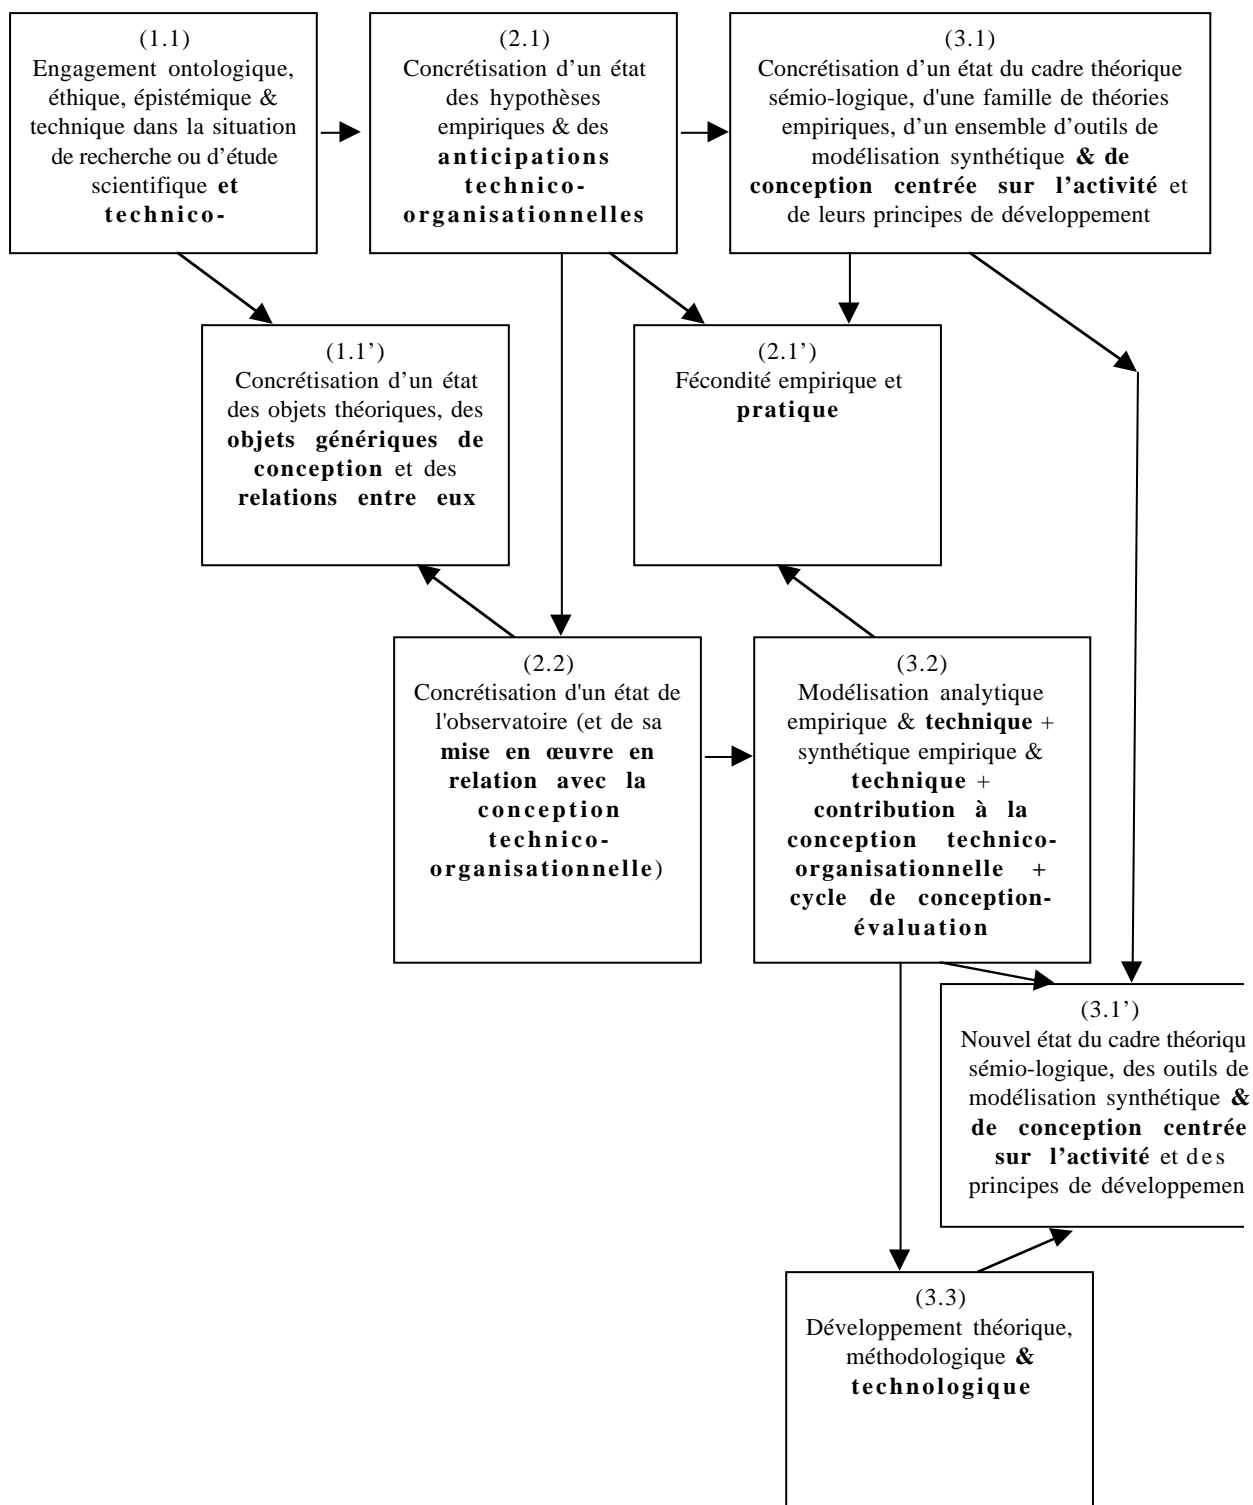 (1.1)
Engagement ontologique,
éthique, épistémique &
technique dans la situation
de recherche ou d’étude
scientifique et
technico-
(2.1)
Concrétisation d’un état
des hypothèses
empiriques & des
anticipations
technico-
organisationnelles
(3.1)
Concrétisation d’un état du cadre théorique
sémio-logique, d'une famille de théories
empiriques, d’un ensemble d’outils de
modélisation synthétique & de
conception centrée sur l’activité et
de leurs principes de développement
(1.1’)
Concrétisation d’un état
des objets théoriques, des
objets génériques de
conception et des
relations entre eux
(2.1’)
Fécondité empirique et
pratique
(2.2)
Concrétisation d'un état de
l'observatoire (et de sa
mise en œuvre en
relation avec la
conception
technico-
organisationnelle)
(3.2)
Modélisation analytique
empirique & technique +
synthétique empirique &
technique +
contribution à la
conception technico-
organisationnelle +
cycle de conception-
évaluation
(3.1’)
Nouvel état du cadre théoriqu
sémio-logique, des outils de
modélisation synthétique &
de conception centrée
sur l’activité et des
principes de développemen
(3.3)
Développement théorique,
méthodologique &
technologique